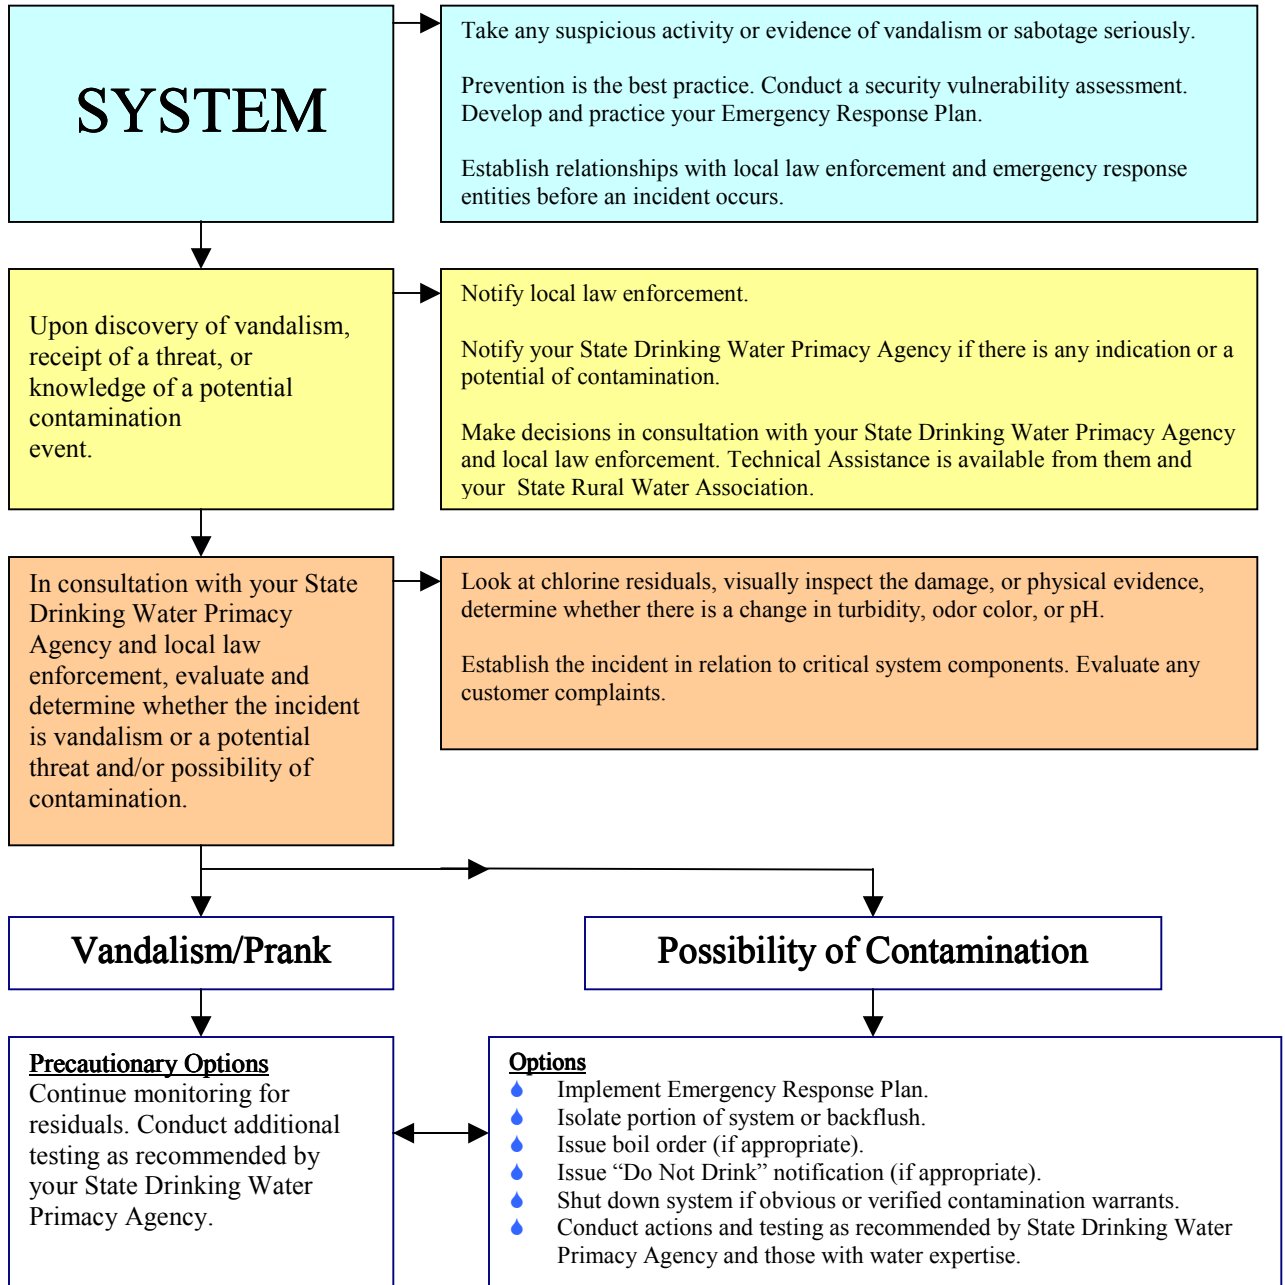 SYSTEM
Take any suspicious activity or evidence of vandalism or sabotage seriously.
Prevention is the best practice. Conduct a security vulnerability assessment.
Develop and practice your Emergency Response Plan.
Establish relationships with local law enforcement and emergency response
entities before an incident occurs.
Upon discovery of vandalism,
receipt of a threat, or
knowledge of a potential
contamination
event.
Notify local law enforcement.
Notify your State Drinking Water Primacy Agency if there is any indication or a
potential of contamination.
Make decisions in consultation with your State Drinking Water Primacy Agency
and local law enforcement. Technical Assistance is available from them and
your State Rural Water Association.
In consultation with your State
Drinking Water Primacy
Agency and local law
enforcement, evaluate and
determine whether the incident
is vandalism or a potential
threat and/or possibility of
contamination.
Look at chlorine residuals, visually inspect the damage, or physical evidence,
determine whether there is a change in turbidity, odor color, or pH.
Establish the incident in relation to critical system components. Evaluate any
customer complaints.
Vandalism/Prank
Possibility of Contamination
Precautionary Options
Continue monitoring for
residuals. Conduct additional
testing as recommended by
your State Drinking Water
Primacy Agency.
Options
Implement Emergency Response Plan.
Isolate portion of system or backflush.
Issue boil order (if appropriate).
Issue “Do Not Drink” notification (if appropriate).
Shut down system if obvious or verified contamination warrants.
Conduct actions and testing as recommended by State Drinking Water
Primacy Agency and those with water expertise.